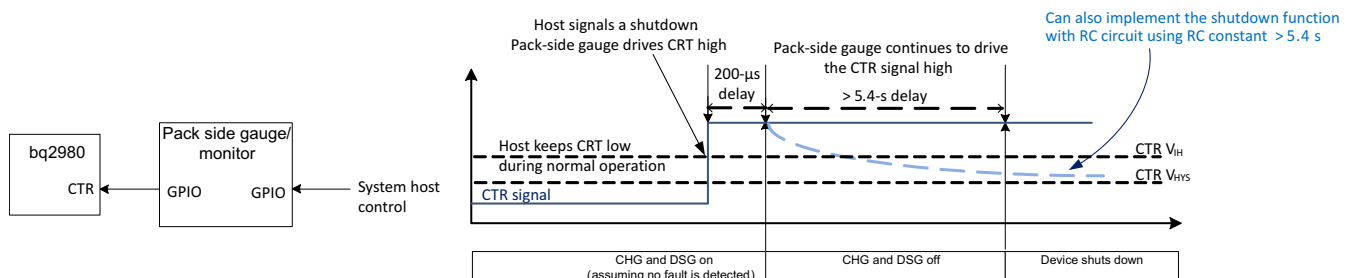 Host signals a shutdown
Pack-side gauge drives CRT high
200-µs
delay
Pack-side gauge continues to drive
the CTR signal high
> 5.4-s delay
Can also implement the shutdown function
with RC circuit using RC constant > 5.4 s
bq2980
CTR
Pack side gauge/
monitor
GPIO
GPIO
System host
control
Host keeps CRT low
during normal operation
CTR signal
CTR VIH
CTR VHYS
CHG and DSG on
(assuming no fault is detected)
CHG and DSG off
Device shuts down